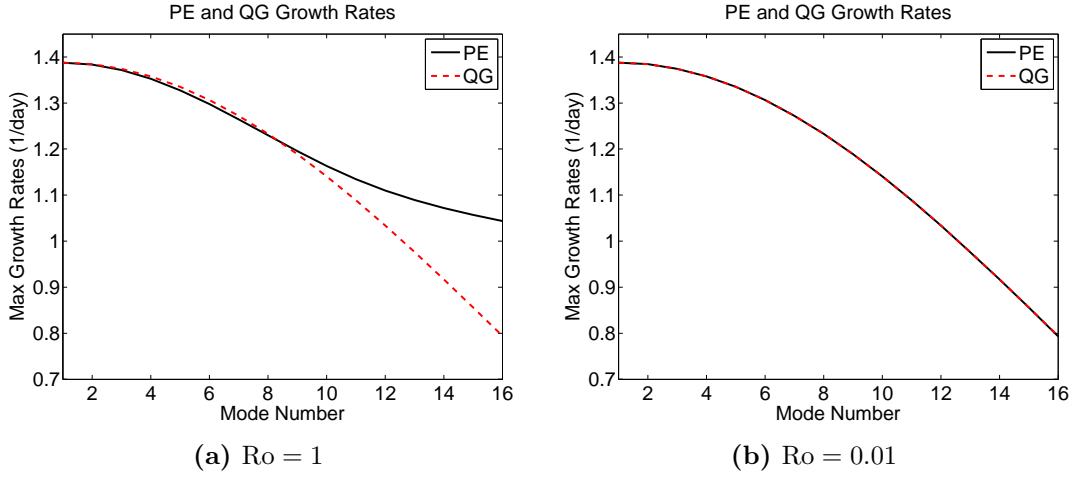 PE and QG Growth Rates
Max Growth Rates (1/day)
1.4
1.3
1.2
1.1
1
0.9
0.8
0.7
2 4 6 8 10 12 14 16
Mode Number
PE
QG
(a) Ro = 1
PE and QG Growth Rates
Max Growth Rates (1/day)
1.4
1.3
1.2
1.1
1
0.9
0.8
0.7
2 4 6 8 10 12 14 16
Mode Number
PE
QG
(b) Ro = 0.01